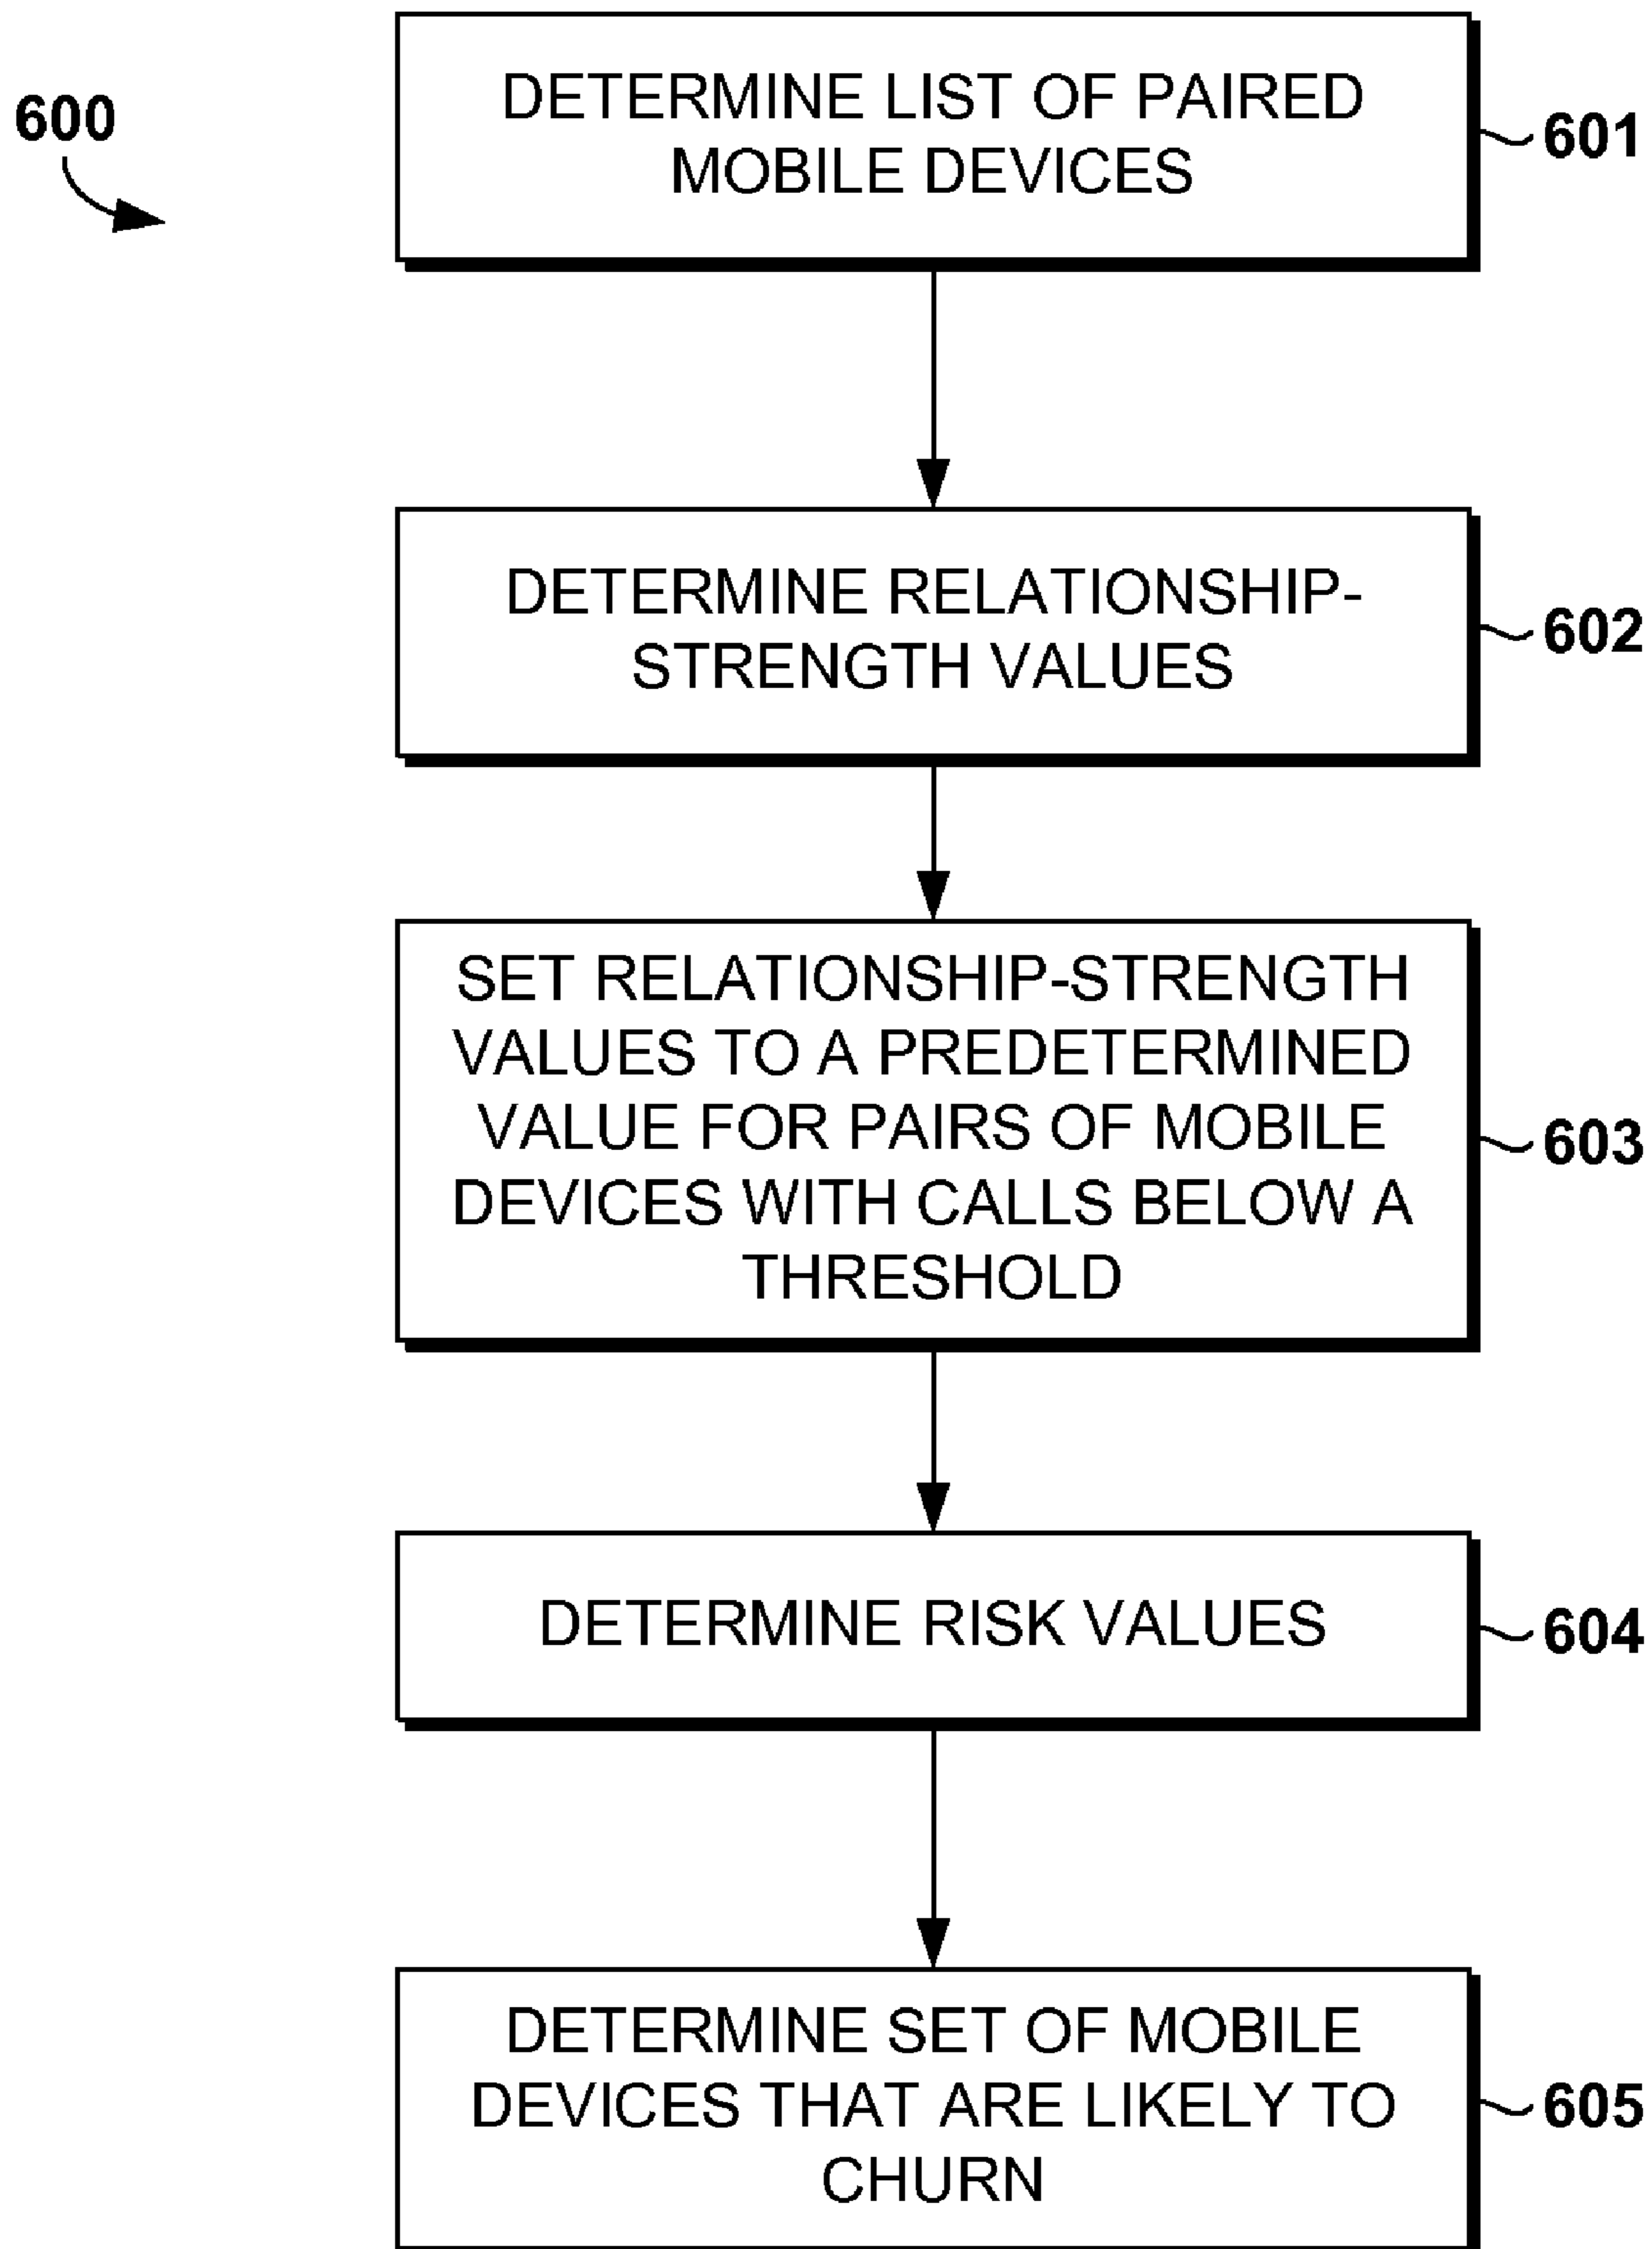 600
DETERMINE LIST OF PAIRED
MOBILE DEVICES
601
DETERMINE RELATIONSHIP-
STRENGTH VALUES
602
SET RELATIONSHIP-STRENGTH
VALUES TO A PREDETERMINED
VALUE FOR PAIRS OF MOBILE
DEVICES WITH CALLS BELOW A
THRESHOLD
603
DETERMINE RISK VALUES
604
DETERMINE SET OF MOBILE
DEVICES THAT ARE LIKELY TO
CHURN
605